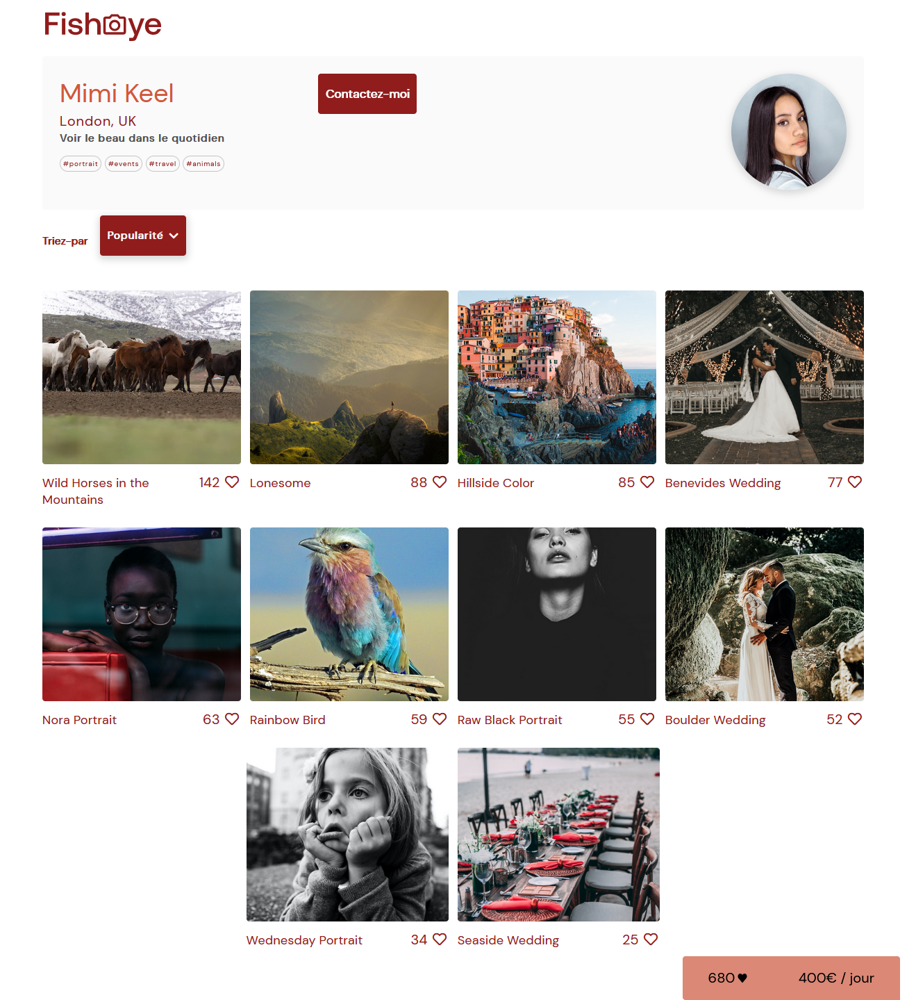 Fisheye
Mimi Keel
Contactez-moi
London, UK
Voir le beau dans le quotidien
#portrait #events #travel #animals
Triez-par
Popularité
Wild Horses in the
Mountains
142
Lonesome
88
Hillside Color
85
Benevides Wedding
77
Nora Portrait
63
Rainbow Bird
59
Raw Black Portrait
55
Boulder Wedding
52
Wednesday Portrait
34
Seaside Wedding
25
680♥
400€ / jour